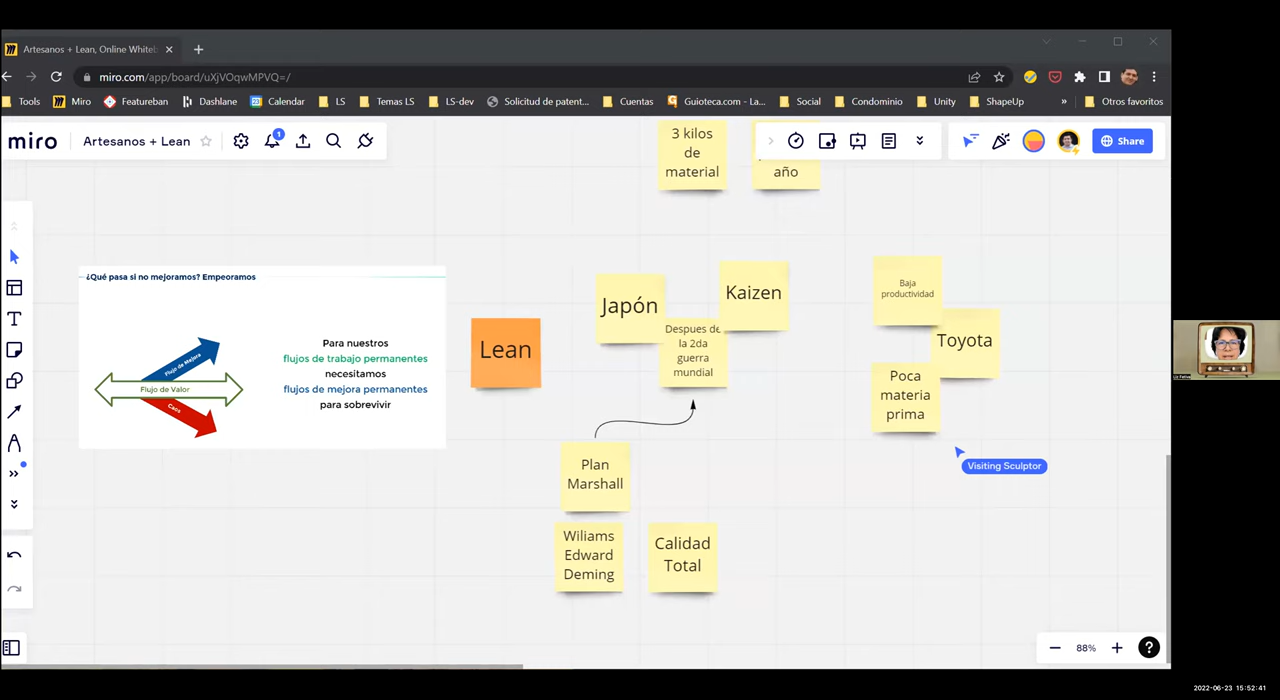 Artesanos + Lean, Online Whiteb
miro.com/app/board/uXjVOqwMPVQ=/
Tools
Miro
Featureban
Dashlane
Calendar
LS
Temas LS
LS-dev
Solicitud de patent...
Cuentas
Guioteca.com - La...
Social
Condominio
Unity
ShapeUp
»
Otros favoritos
miro
Artesanos + Lean
1
Share
3 kilos
de
material
año
¿Qué pasa si no mejoramos? Empeoramos
Flujo de Mejora
Flujo de Valor
Caos
Para nuestros
flujos de trabajo permanentes
necesitamos
flujos de mejora permanentes
para sobrevivir
Lean
Japón
Kaizen
Despues de
la 2da
guerra
mundial
Baja
productividad
Toyota
Poca
materia
prima
Visiting Sculptor
Plan
Marshall
Wiliams
Edward
Deming
Calidad
Total
88%
2022-06-23 15:52:41